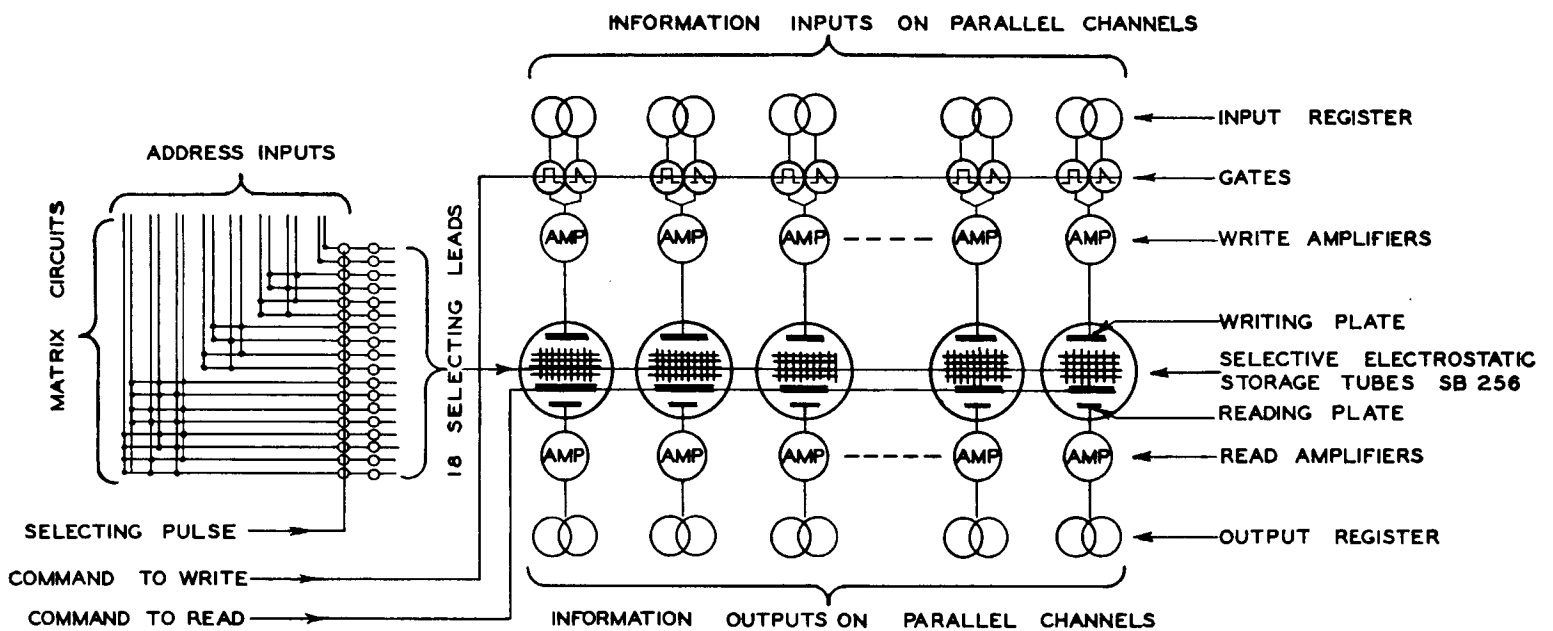 INFORMATION INPUTS ON PARALLEL CHANNELS
INPUT REGISTER
ADDRESS INPUTS
GATES
MATRIX CIRCUITS
18 SELECTING LEADS
AMP AMP AMP AMP AMP
WRITE AMPLIFIERS
WRITING PLATE
SELECTIVE ELECTROSTATIC
STORAGE TUBES SB 256
READING PLATE
AMP AMP AMP AMP AMP
READ AMPLIFIERS
SELECTING PULSE
OUTPUT REGISTER
COMMAND TO WRITE
COMMAND TO READ
INFORMATION OUTPUTS ON PARALLEL CHANNELS